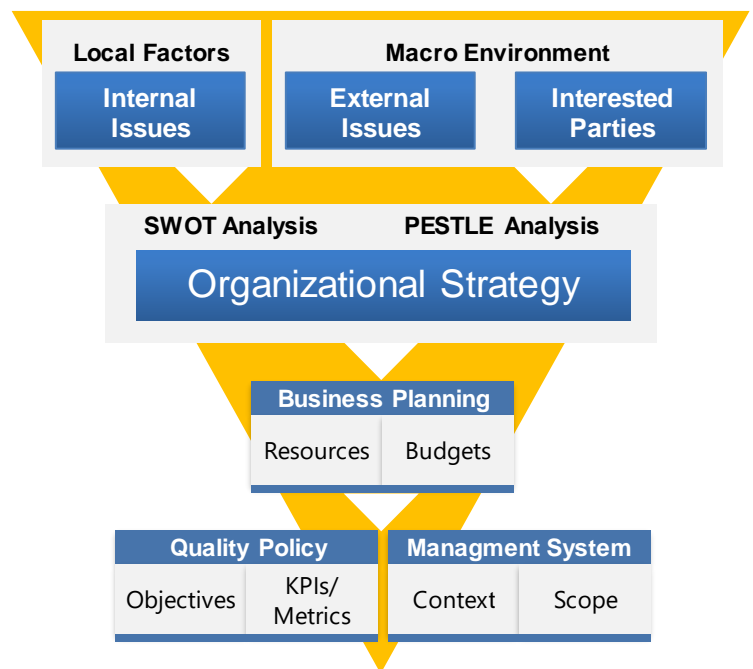 Local Factors
Macro Environment
Internal
Issues
External
Issues
Interested
Parties
SWOT Analysis
PESTLE Analysis
Organizational Strategy
Business Planning
Resources
Budgets
Quality Policy
Managment System
Objectives
KPIs/
Metrics
Context
Scope